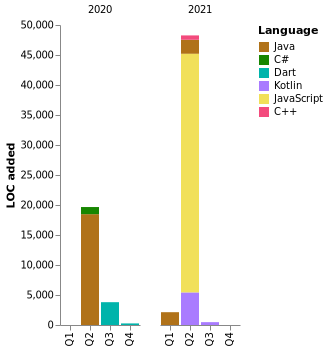 2020 2021
Language
Java
C#
Dart
Kotlin
JavaScript
C++
LOC added
50,000
45,000
40,000
35,000
30,000
25,000
20,000
15,000
10,000
5,000
0
Q1 Q2 Q3 Q4 Q1 Q2 Q3 Q4